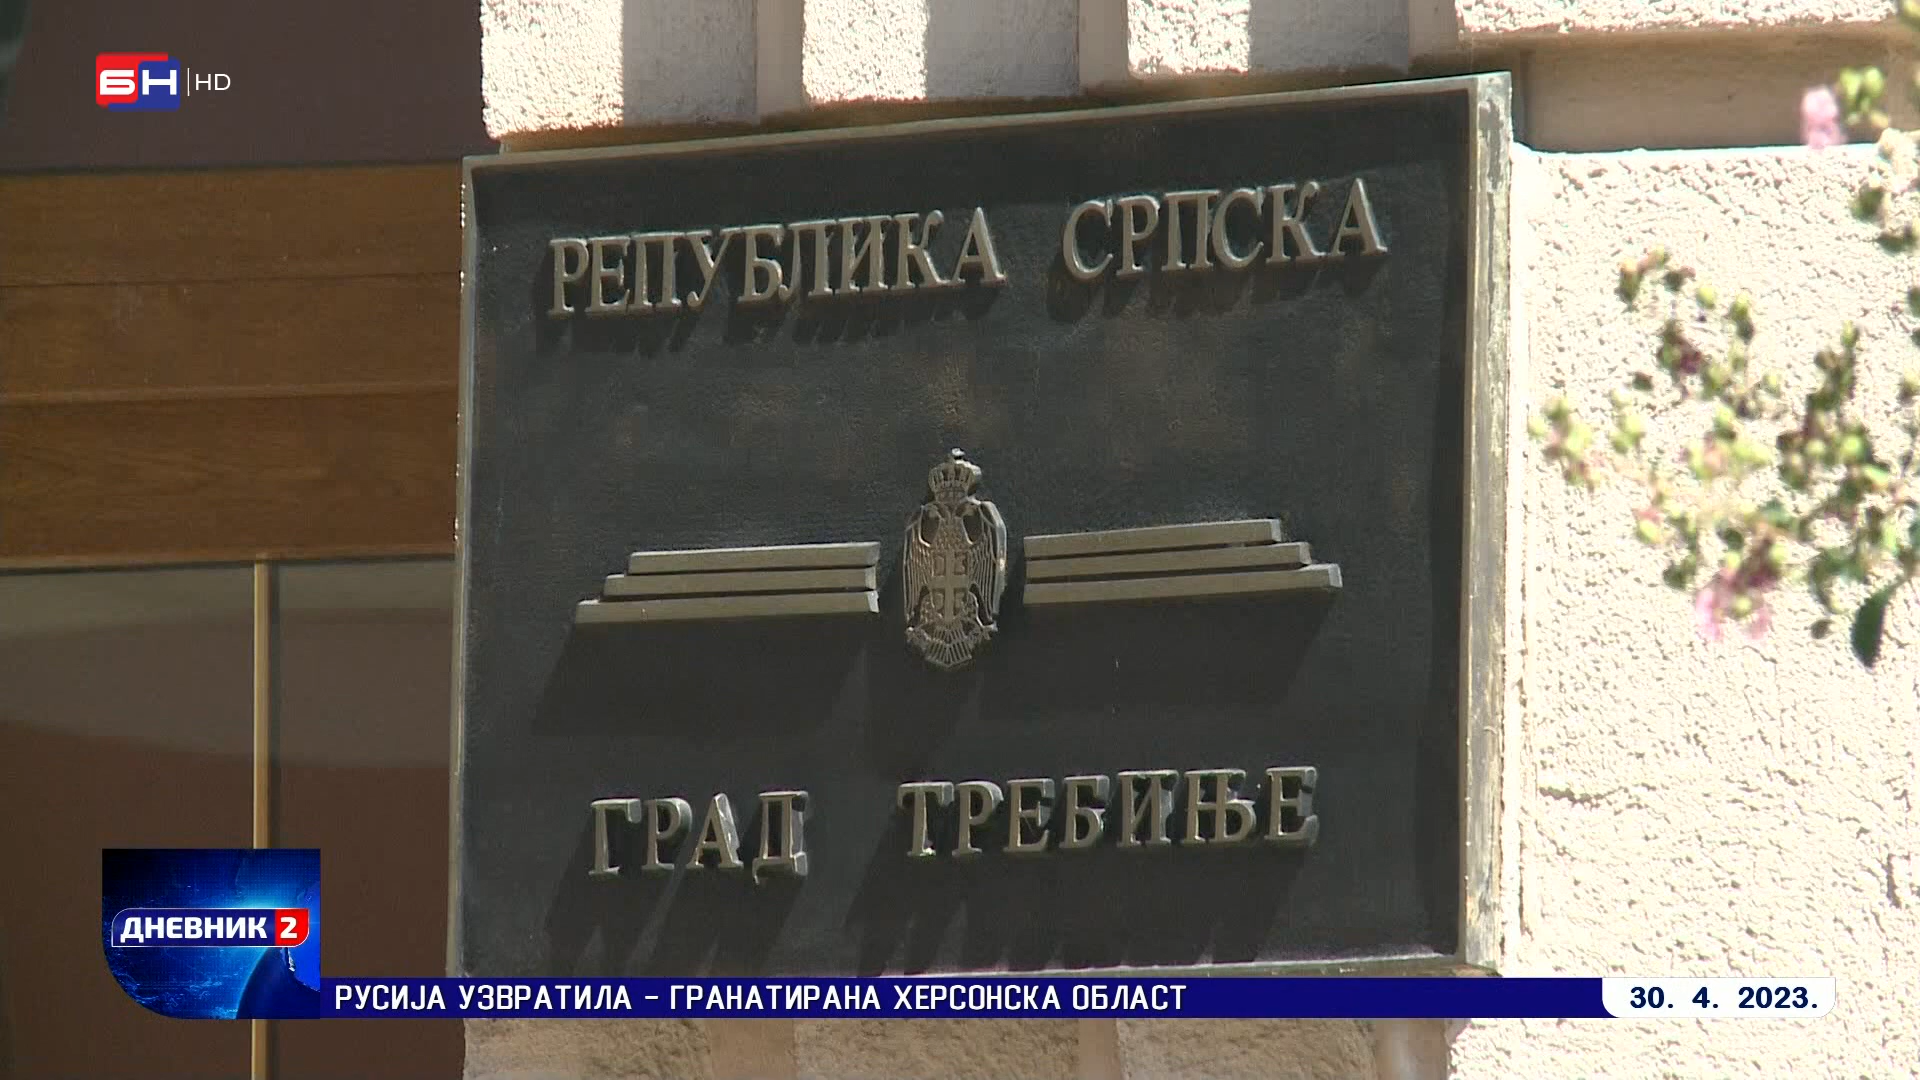 БН HD
РЕПУБЛИКА СРПСКА
ГРАД ТРЕБИЊЕ
ДНЕВНИК 2
РУСИЈА УЗВРАТИЛА - ГРАНАТИРАНА ХЕРСОНСКА ОБЛАСТ
30. 4. 2023.